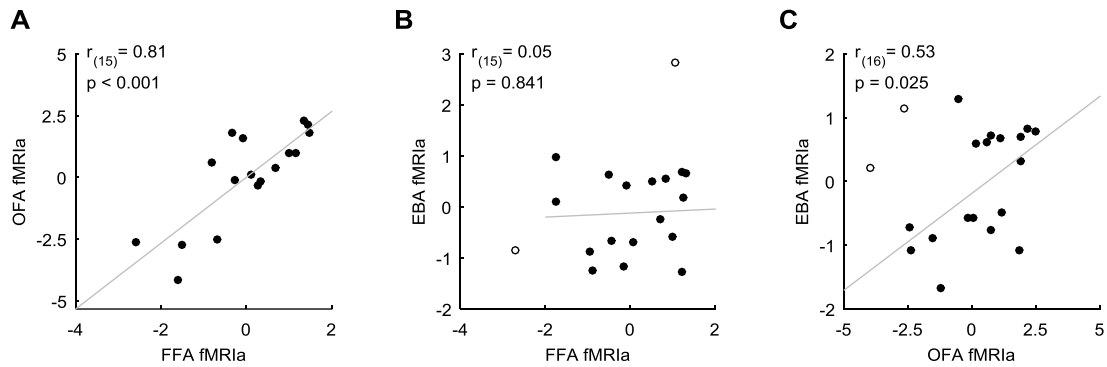 A
r(15) = 0.81
p < 0.001
5
2.5
0
-2.5
-5
OFA fMRIa
-4
-2
0
2
FFA fMRIa
B
r(15) = 0.05
p = 0.841
3
2
1
0
-1
-2
EBA fMRIa
-4
-2
0
2
FFA fMRIa
C
r(16) = 0.53
p = 0.025
2
1
0
-1
-2
EBA fMRIa
-5
-2.5
0
2.5
5
OFA fMRIa